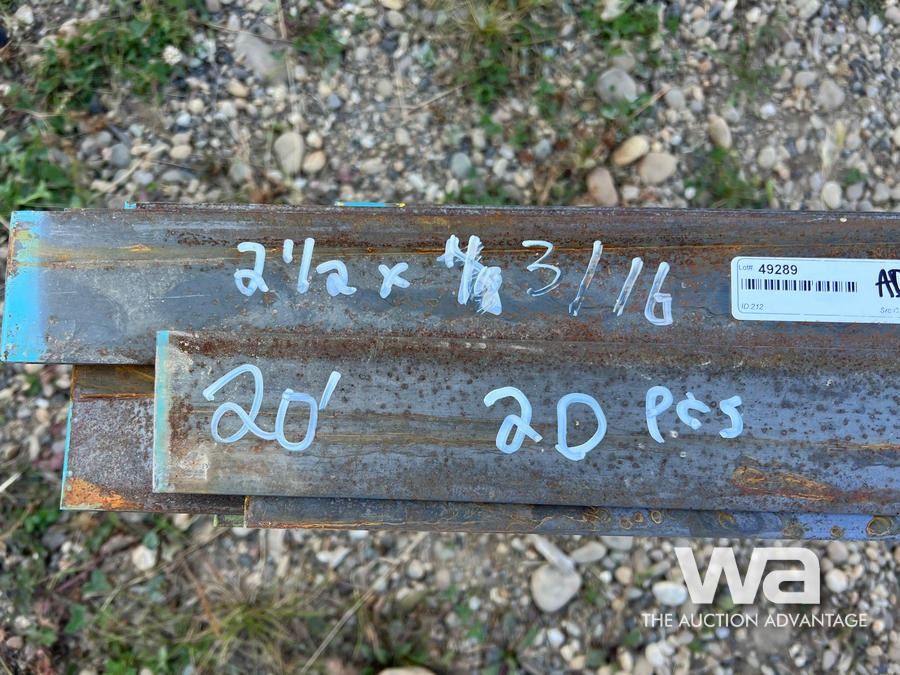 2 1/2 x 3/16
Lot#: 49289
ID:212
20' 20 pcs
wa
THE AUCTION ADVANTAGE